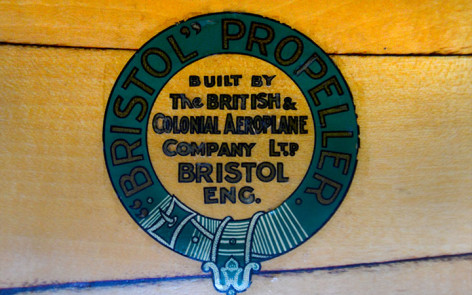 "BRISTOL" PROPELLER.
BUILT BY
The BRITISH &
COLONIAL AEROPLANE
COMPANY LTD
BRISTOL
ENG.